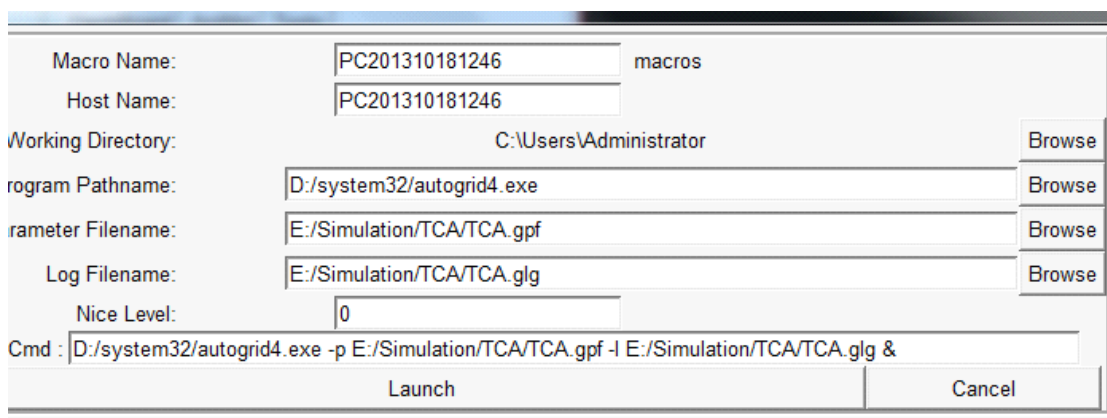 Macro Name: PC201310181246 macros
Host Name: PC201310181246
Working Directory: C:\Users\Administrator Browse
rogram Pathname: D:/system32/autogrid4.exe Browse
rameter Filename: E:/Simulation/TCA/TCA.gpf Browse
Log Filename: E:/Simulation/TCA/TCA.glg Browse
Nice Level: 0
Cmd : D:/system32/autogrid4.exe -p E:/Simulation/TCA/TCA.gpf -l E:/Simulation/TCA/TCA.glg &
Launch Cancel